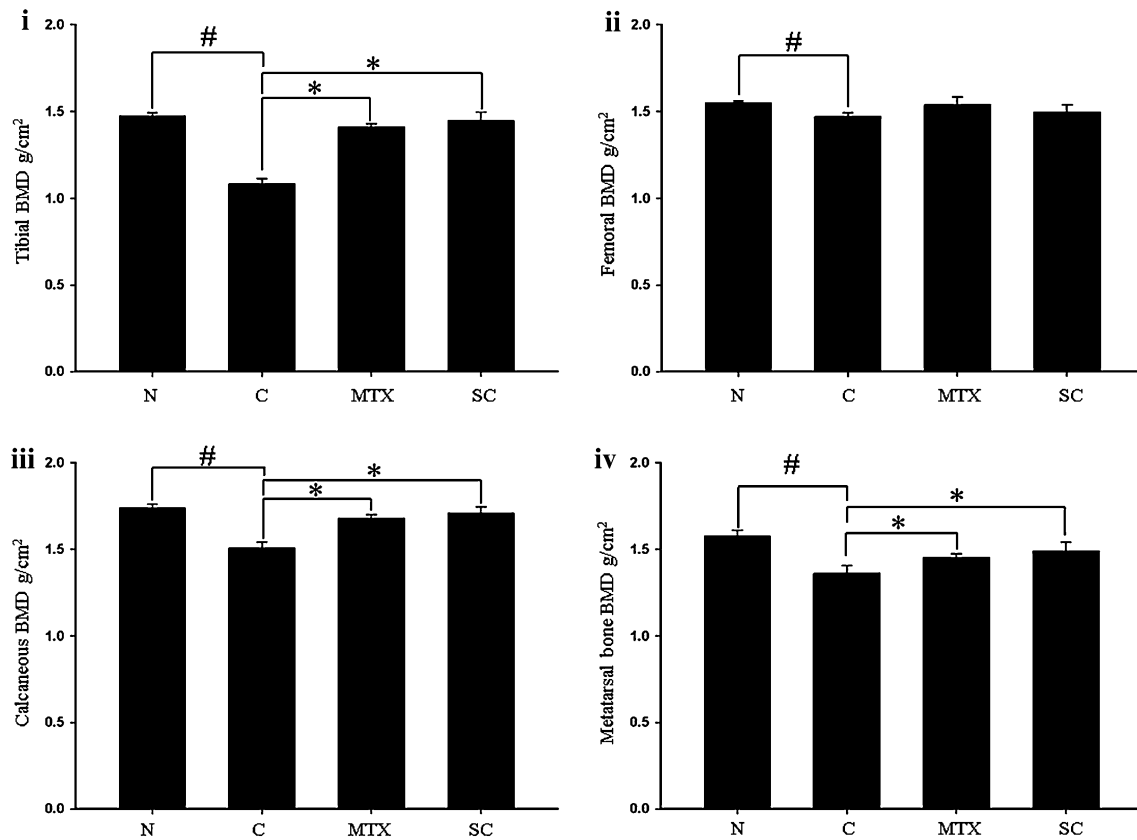 i
Tibial BMD g/cm²
2.0
1.5
1.0
0.5
0.0
#
*
*
N C MTX SC
ii
Femoral BMD g/cm²
2.0
1.5
1.0
0.5
0.0
#
N C MTX SC
iii
Calcaneous BMD g/cm²
2.0
1.5
1.0
0.5
0.0
#
*
*
N C MTX SC
iv
Metatarsal bone BMD g/cm²
2.0
1.5
1.0
0.5
0.0
#
*
*
N C MTX SC